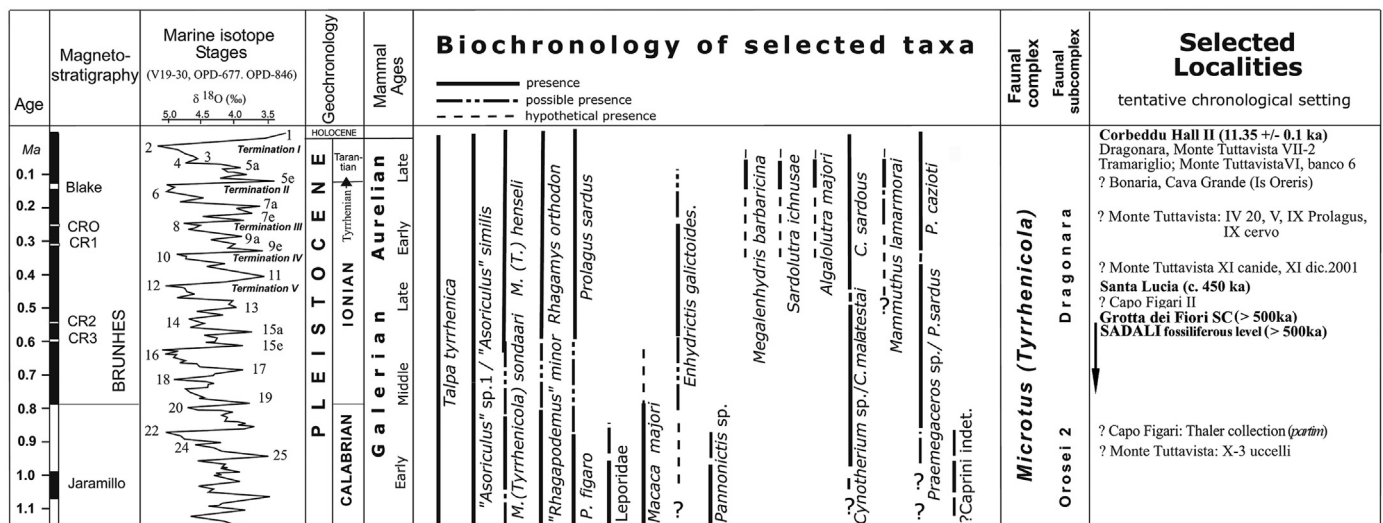 Age
Magneto-
stratigraphy
Marine isotope
Stages
(V19-30, OPD-677. OPD-846)
δ 18O (‰)
5,0 4,5 4,0 3,5
Geochronology
Mammal
Ages
Biochronology of selected taxa
presence
possible presence
hypothetical presence
Faunal
complex
Faunal
subcomplex
Selected
Localities
tentative chronological setting
Ma
0.1
0.2
0.3
0.4
0.5
0.6
0.7
0.8
0.9
1.0
1.1
Blake
CRO
CR1
CR2
CR3
BRUNHES
Jaramillo
1
2
Termination I
3
4
5a
5e
Termination II
6
7a
7e
Termination III
8
9a
9e
Termination IV
10
11
Termination V
12
13
14
15a
15e
16
17
18
19
20
22
24
25
HOLOCENE
PLEISTOCENE
Taran-
tian
Tyrrhenian
IONIAN
CALABRIAN
Aurelian
Galerian
Late
Early
Late
Middle
Early
Talpa tyrrhenica
"Asoriculus" sp.1 / "Asoriculus" similis
M.(Tyrrhenicola) sondaari M. (T.) henseli
"Rhagapodemus" minor Rhagamys orthodon
P. figaro Prolagus sardus
Leporidae
Macaca majori
Enhydrictis galictoides.
?
Pannonictis sp.
Megalenhydris barbaricina
Sardolutra ichnusae
Algalolutra majori
Cynotherium sp./C.malatestai C. sardous
?
Mammuthus lamarmorai
?
Praemegaceros sp./ P.sardus P. cazioti
?
?Caprini indet.
Microtus (Tyrrhenicola)
Dragonara
Orosei 2
Corbeddu Hall II (11.35 +/- 0.1 ka)
Dragonara, Monte Tuttavista VII-2
Tramariglio; Monte TuttavistaVI, banco 6
? Bonaria, Cava Grande (Is Oreris)
? Monte Tuttavista: IV 20, V, IX Prolagus,
IX cervo
? Monte Tuttavista XI canide, XI dic.2001
Santa Lucia (c. 450 ka)
? Capo Figari II
Grotta dei Fiori SC (> 500ka)
SADALI fossiliferous level (> 500ka)
? Capo Figari: Thaler collection (partim)
? Monte Tuttavista: X-3 uccelli